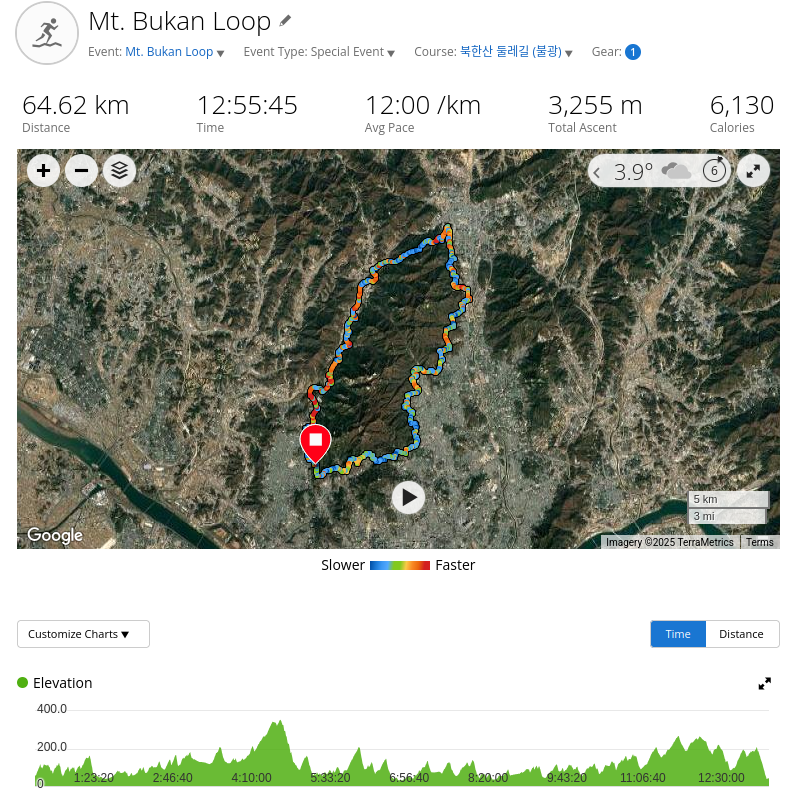 Mt. Bukan Loop
Event: Mt. Bukan Loop ▼ Event Type: Special Event ▼ Course: 북한산 둘레길 (불광) ▼ Gear: 1
64.62 km 12:55:45 12:00 /km 3,255 m 6,130
Distance Time Avg Pace Total Ascent Calories
3.9° 6
5 km
3 mi
Google
Imagery ©2025 TerraMetrics Terms
Slower Faster
Customize Charts ▼ Time Distance
Elevation
400.0
200.0
0
1:23:20 2:46:40 4:10:00 5:33:20 6:56:40 8:20:00 9:43:20 11:06:40 12:30:00